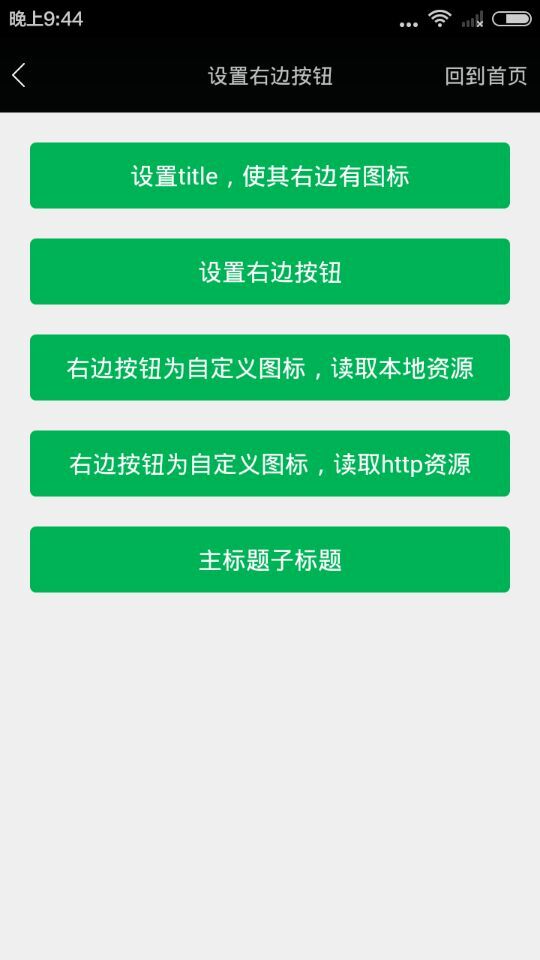 晚上9:44
设置右边按钮
回到首页
设置title，使其右边有图标
设置右边按钮
右边按钮为自定义图标，读取本地资源
右边按钮为自定义图标，读取http资源
主标题子标题